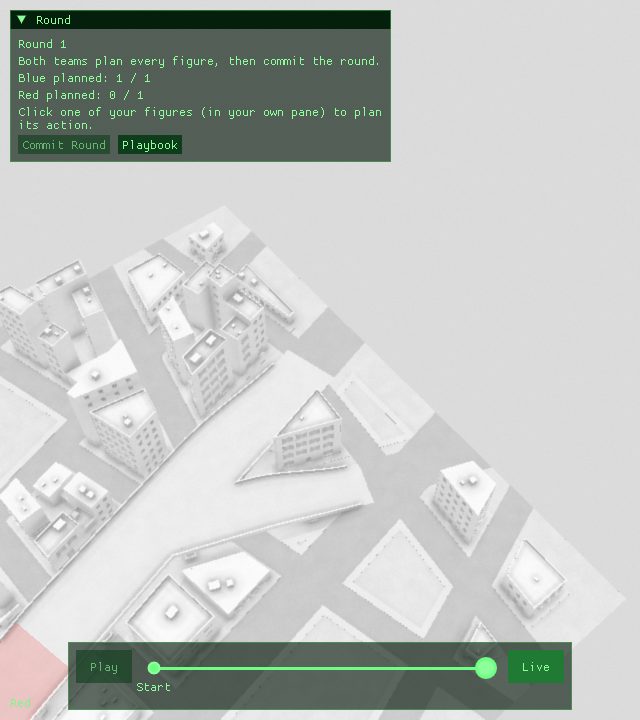 Round
Round 1
Both teams plan every figure, then commit the round.
Blue planned: 1 / 1
Red planned: 0 / 1
Click one of your figures (in your own pane) to plan
its action.
Commit Round Playbook
Play
Live
Start
Red